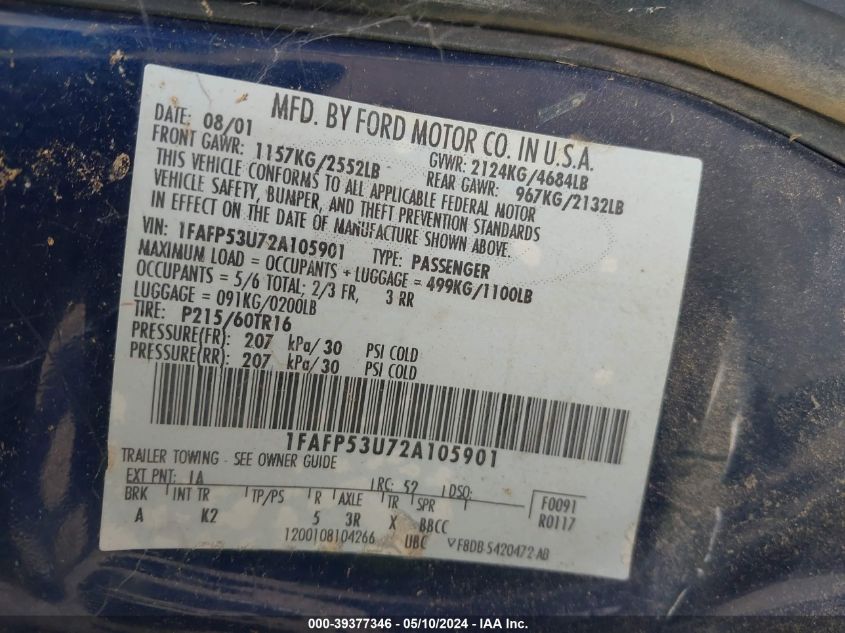 MFD. BY FORD MOTOR CO. IN U.S.A.
DATE: 08/01 GVWR: 2124KG/4684LB
FRONT GAWR: 1157KG/2552LB REAR GAWR: 967KG/2132LB
THIS VEHICLE CONFORMS TO ALL APPLICABLE FEDERAL MOTOR
VEHICLE SAFETY, BUMPER, AND THEFT PREVENTION STANDARDS
IN EFFECT ON THE DATE OF MANUFACTURE SHOWN ABOVE.
VIN: 1FAFP53U72A105901 TYPE: PASSENGER
MAXIMUM LOAD = OCCUPANTS + LUGGAGE = 499KG/1100LB
OCCUPANTS = 5/6 TOTAL; 2/3 FR, 3 RR
LUGGAGE = 091KG/0200LB
TIRE: P215/60TR16
PRESSURE(FR) 207 kPa/30 PSI COLD
PRESSURE(RR) 207 kPa/30 PSI COLD
1FAFP53U72A105901
TRAILER TOWING - SEE OWNER GUIDE
EXT PNT: LA RC: 52 DSO: F0091
BRK INT TR TP/PS R AXLE TR SPR R0117
A K2 5 3R X BBCC
1200108104266 UBC F8DB-5420472-AB
000-39377346 - 05/10/2024 - IAA Inc.